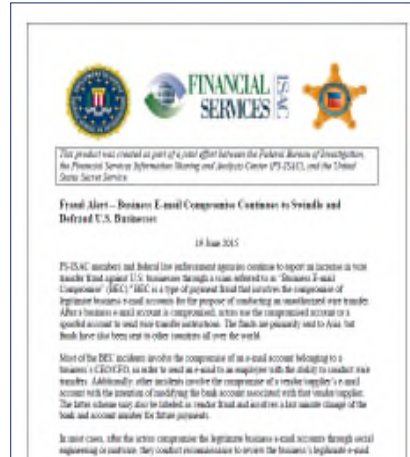 FINANCIAL
SERVICES
ISAC
This product was created as part of a joint effort between the Federal Bureau of Investigation,
the Financial Services Information Sharing and Analysis Center (FS-ISAC), and the United
States Secret Service.
Fraud Alert – Business E-mail Compromise Continues to Swindle and
Defraud U.S. Businesses
19 June 2015
FS-ISAC members and federal law enforcement agencies continue to report an increase in wire
transfer fraud against U.S. businesses through a scam referred to as "Business E-mail
Compromise" (BEC). BEC is a type of payment fraud that involves the compromise of
legitimate business e-mail accounts for the purpose of conducting an unauthorized wire transfer.
After a business e-mail account is compromised, actors use the compromised account or a
spoofed account to send wire transfer instructions. The funds are primarily sent to Asia, but
funds have also been sent to other countries all over the world.
Most of the BEC incidents involve the compromise of an e-mail account belonging to a
business's CEO/CFO, in order to send an e-mail to an employee with the ability to conduct wire
transfers. Additionally, other incidents involve the compromise of a vendor/supplier's e-mail
account with the intention of modifying the bank account associated with that vendor/supplier.
The latter scheme may also be labeled as vendor fraud and involves a last minute change of the
bank and account number for future payments.
In most cases, after the actors compromise the legitimate business e-mail accounts through social
engineering or malware, they conduct reconnaissance to review the business's legitimate e-mail